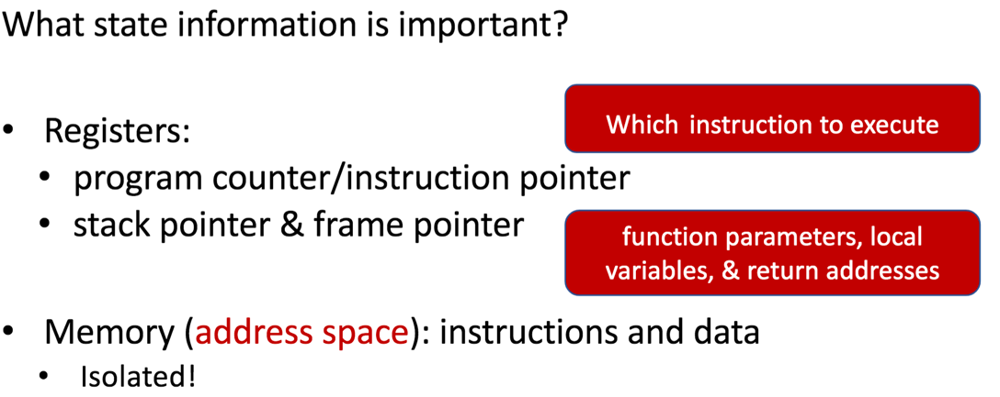 What state information is important?
• Registers:
Which instruction to execute
• program counter/instruction pointer
• stack pointer & frame pointer
function parameters, local
variables, & return addresses
• Memory (address space): instructions and data
• Isolated!